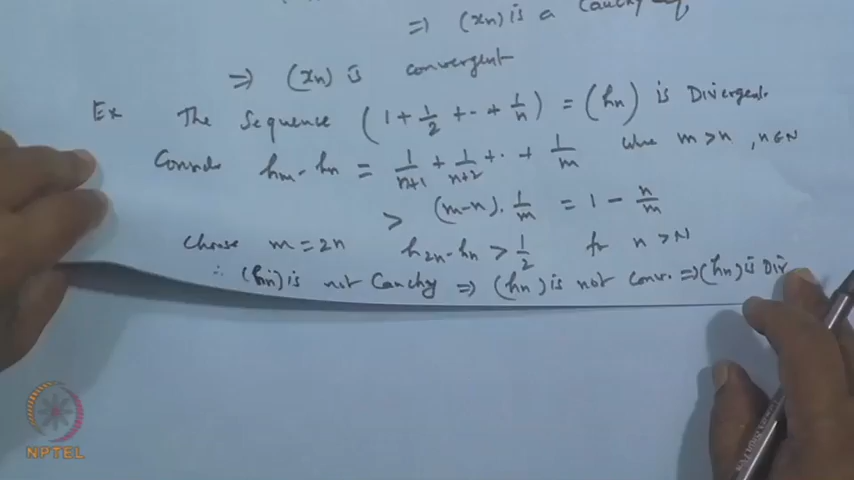 ⇒ (xn) is a Cauchy
⇒ (xn) is convergent
Ex The Sequence (1 + 1/2 + ·· + 1/n) = (hn) is Divergent.
hm - hn = 1/(n+1) + 1/(n+2) + ·· + 1/m where m > n, n ∈ N
> (m-n) · 1/m = 1 - n/m
Choose m = 2n h2n - hn > 1/2 for n > N
∴ (hn) is not Cauchy ⇒ (hn) is not Conv. ⇒ (hn) is Div
NPTEL